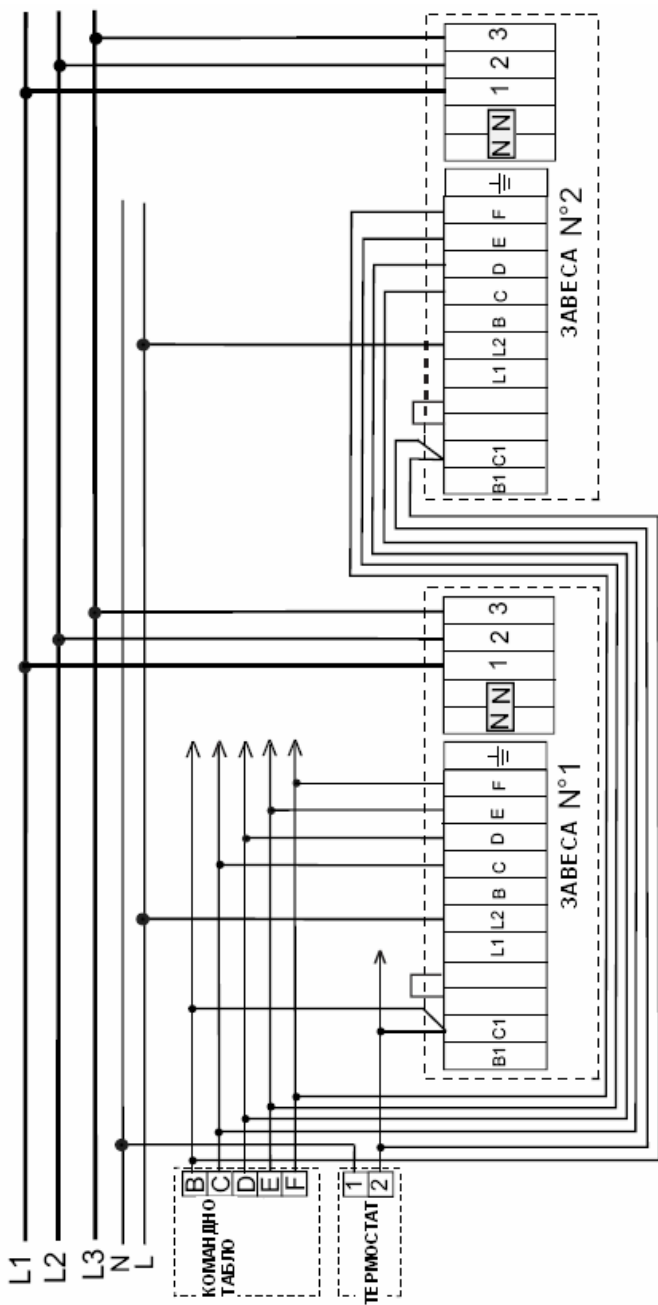 L1
L2
L3
N
L
КОМАНДНО
ТАБЛО
B
C
D
E
F
ТЕРМОСТАТ
1
2
B1 C1 L1 L2 B C D E F
N N 1 2 3
ЗАВЕСА N°1
B1 C1 L1 L2 B C D E F
N N 1 2 3
ЗАВЕСА N°2